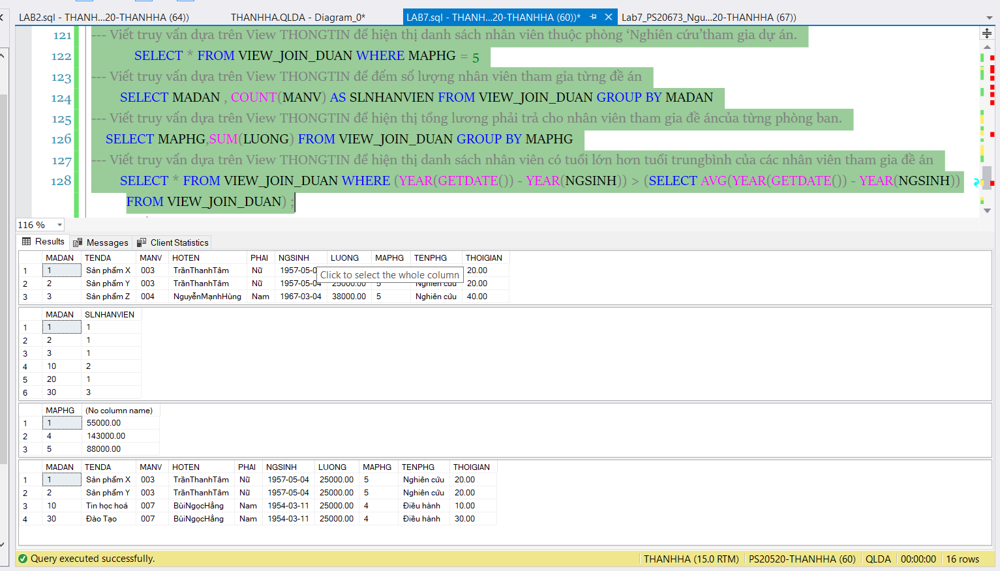 LAB2.sql - THANH...20-THANHHA (64)) THANHHA.QLDA - Diagram_0* LAB7.sql - THANH...20-THANHHA (60))* Lab7_PS20673_Ngu...20-THANHHA (67))
121 --- Viết truy vấn dựa trên View THONGTIN để hiện thị danh sách nhân viên thuộc phòng ‘Nghiên cứu’tham gia dự án.
122 SELECT * FROM VIEW_JOIN_DUAN WHERE MAPHG = 5
123 --- Viết truy vấn dựa trên View THONGTIN để đếm số lượng nhân viên tham gia từng đề án
124 SELECT MADAN , COUNT(MANV) AS SLNHANVIEN FROM VIEW_JOIN_DUAN GROUP BY MADAN
125 --- Viết truy vấn dựa trên View THONGTIN để hiện thị tổng lương phải trả cho nhân viên tham gia đề áncủa từng phòng ban.
126 SELECT MAPHG,SUM(LUONG) FROM VIEW_JOIN_DUAN GROUP BY MAPHG
127 --- Viết truy vấn dựa trên View THONGTIN để hiện thị danh sách nhân viên có tuổi lớn hơn tuổi trungbình của các nhân viên tham gia đề án
128 SELECT * FROM VIEW_JOIN_DUAN WHERE (YEAR(GETDATE()) - YEAR(NGSINH)) > (SELECT AVG(YEAR(GETDATE()) - YEAR(NGSINH))
FROM VIEW_JOIN_DUAN) ;
116 %
Results Messages Client Statistics
MADAN TENDA MANV HOTEN PHAI NGSINH LUONG MAPHG TENPHG THOIGIAN
1 1 Sản phẩm X 003 TrầnThanhTâm Nữ 1957-05-0 20.00
Click to select the whole column
2 2 Sản phẩm Y 003 TrầnThanhTâm Nữ 1957-05-04 25000.00 5 Nghiên cứu 20.00
3 3 Sản phẩm Z 004 NguyễnMạnhHùng Nam 1967-03-04 38000.00 5 Nghiên cứu 40.00
MADAN SLNHANVIEN
1 1 1
2 2 1
3 3 1
4 10 2
5 20 1
6 30 3
MAPHG (No column name)
1 1 55000.00
2 4 143000.00
3 5 88000.00
MADAN TENDA MANV HOTEN PHAI NGSINH LUONG MAPHG TENPHG THOIGIAN
1 1 Sản phẩm X 003 TrầnThanhTâm Nữ 1957-05-04 25000.00 5 Nghiên cứu 20.00
2 2 Sản phẩm Y 003 TrầnThanhTâm Nữ 1957-05-04 25000.00 5 Nghiên cứu 20.00
3 10 Tin học hoá 007 BùiNgọcHằng Nam 1954-03-11 25000.00 4 Điều hành 10.00
4 30 Đào Tạo 007 BùiNgọcHằng Nam 1954-03-11 25000.00 4 Điều hành 30.00
Query executed successfully. THANHHA (15.0 RTM) PS20520-THANHHA (60) QLDA 00:00:00 16 rows